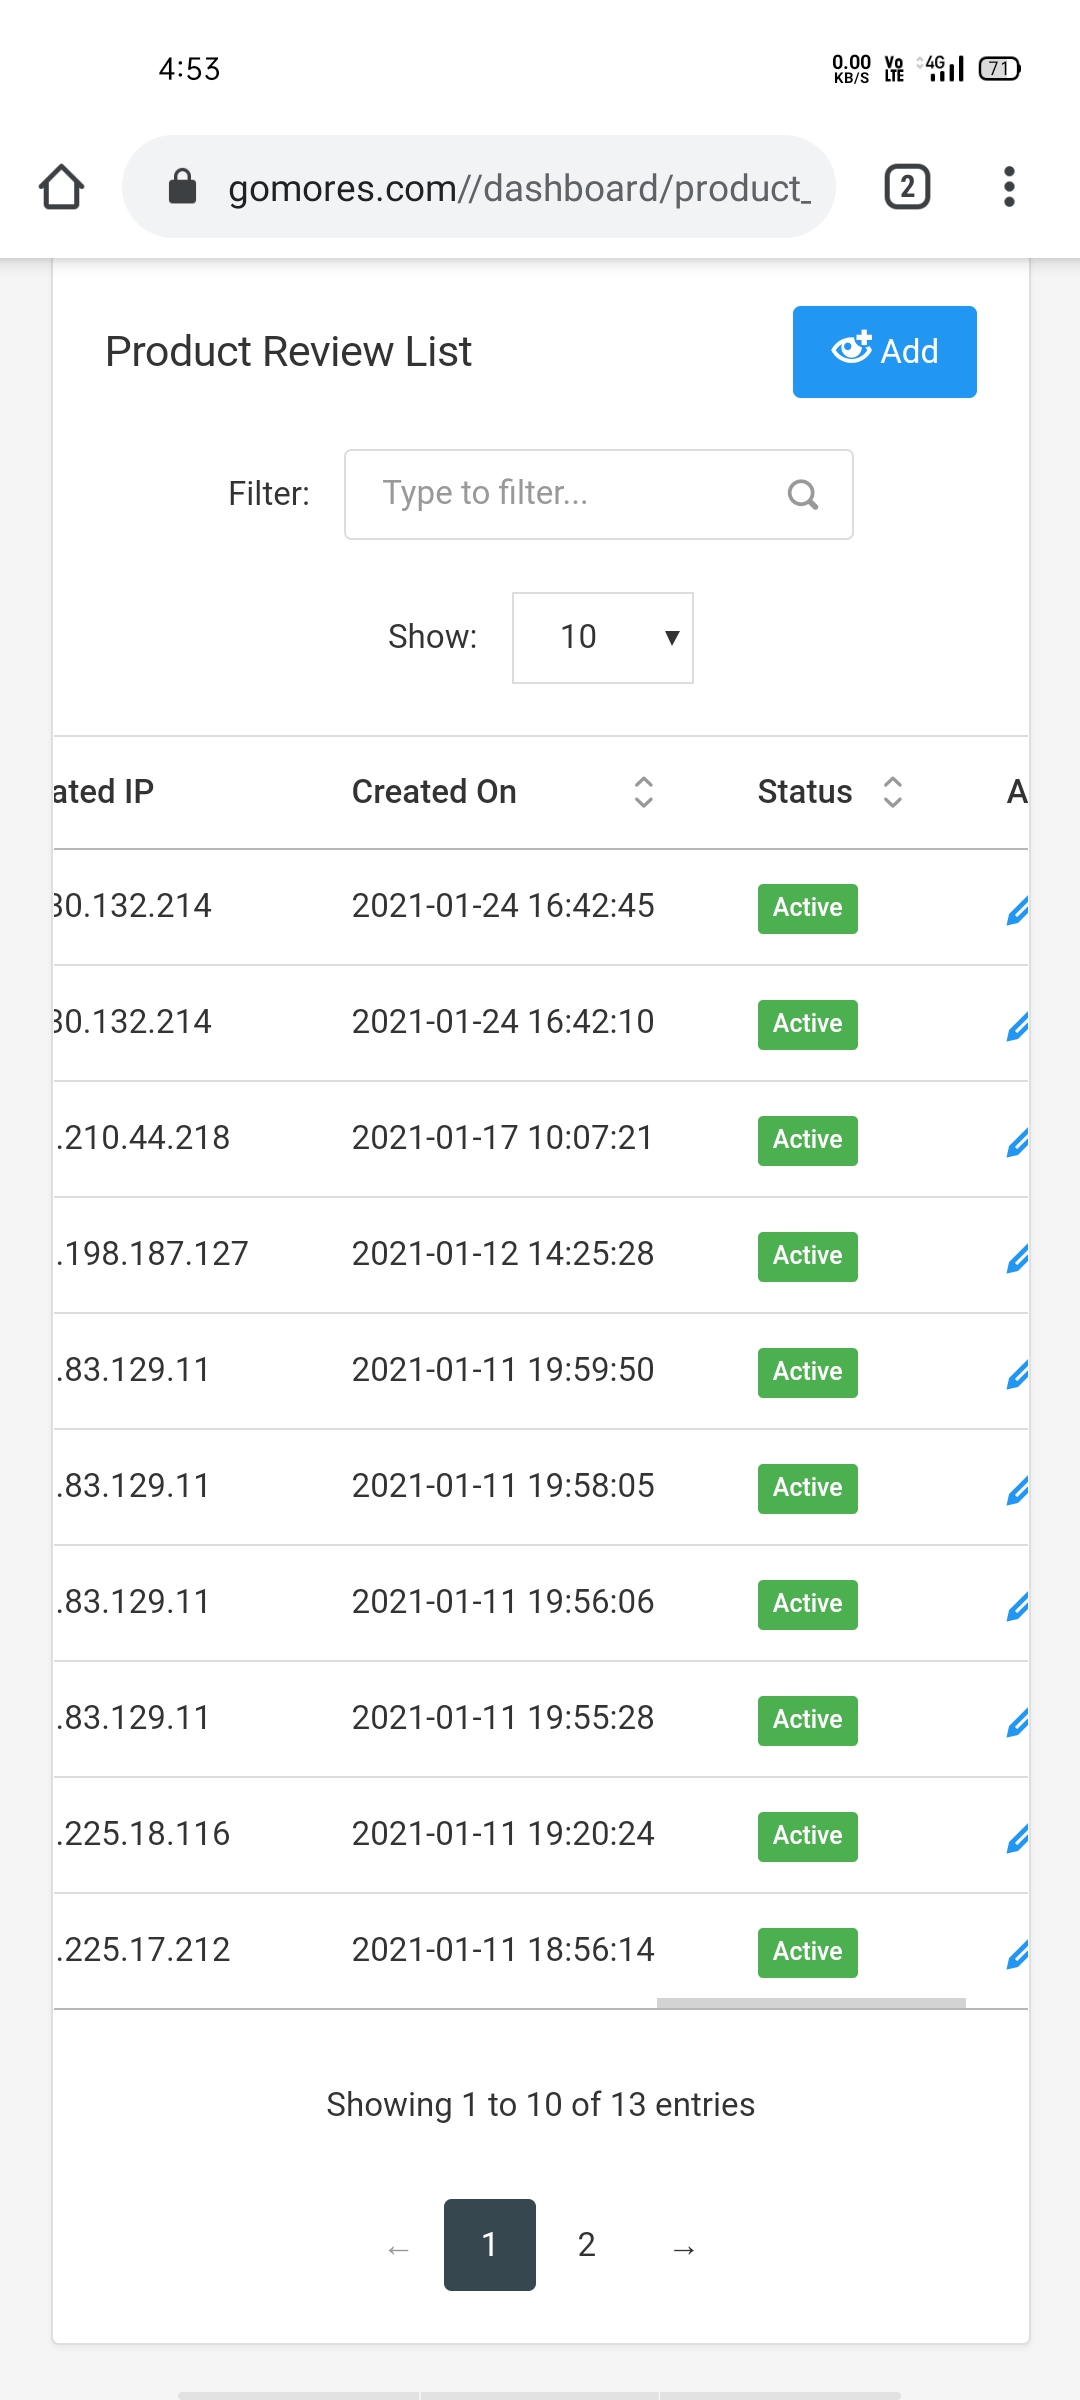 4:53
0.00 KB/S Vo LTE 4G 71
gomores.com//dashboard/product_
2
Product Review List
Add
Filter: Type to filter...
Show: 10
ated IP Created On Status A
30.132.214 2021-01-24 16:42:45 Active
30.132.214 2021-01-24 16:42:10 Active
.210.44.218 2021-01-17 10:07:21 Active
.198.187.127 2021-01-12 14:25:28 Active
.83.129.11 2021-01-11 19:59:50 Active
.83.129.11 2021-01-11 19:58:05 Active
.83.129.11 2021-01-11 19:56:06 Active
.83.129.11 2021-01-11 19:55:28 Active
.225.18.116 2021-01-11 19:20:24 Active
.225.17.212 2021-01-11 18:56:14 Active
Showing 1 to 10 of 13 entries
← 1 2 →